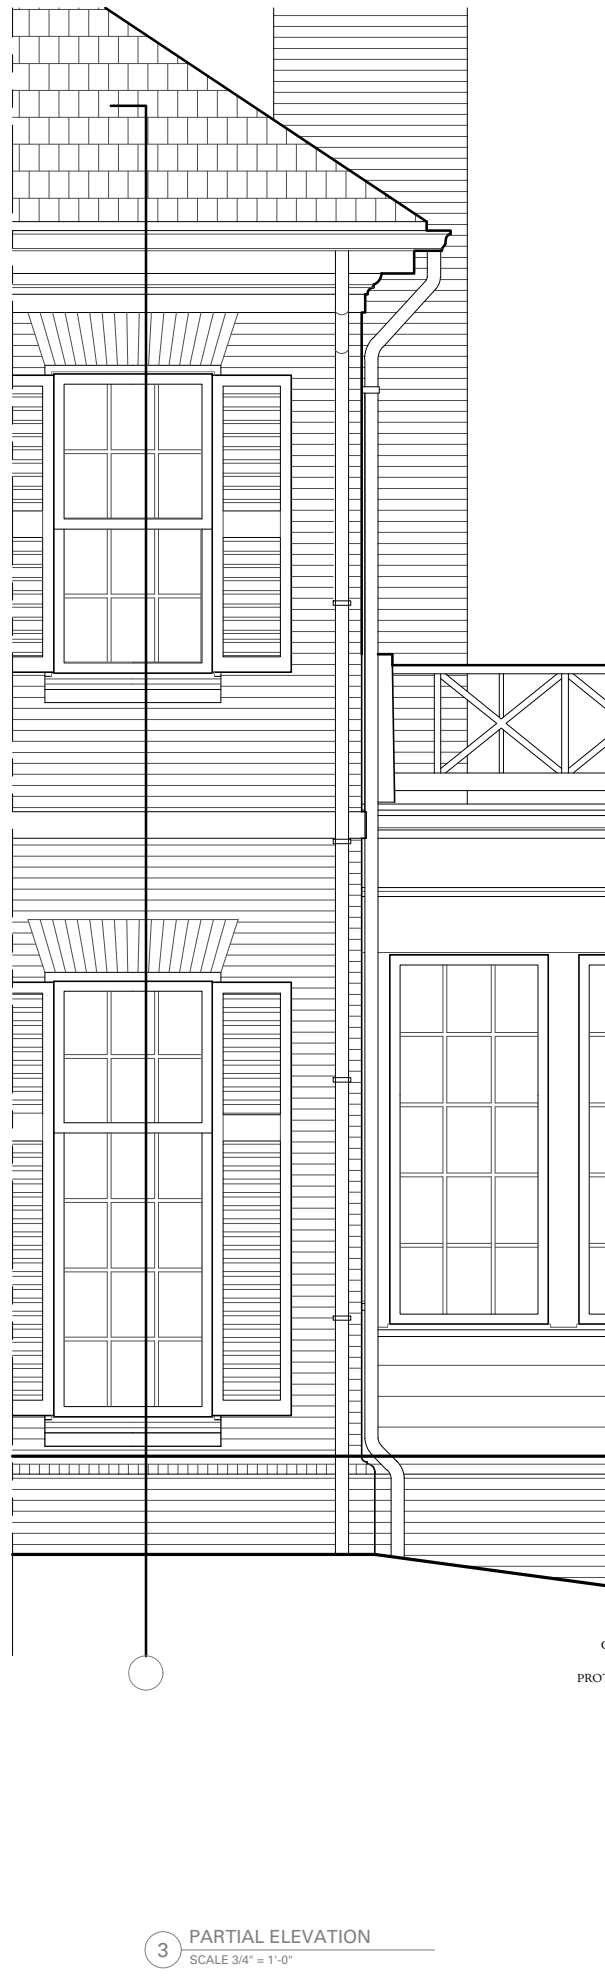 3
PARTIAL ELEVATION
SCALE 3/4" = 1'-0"